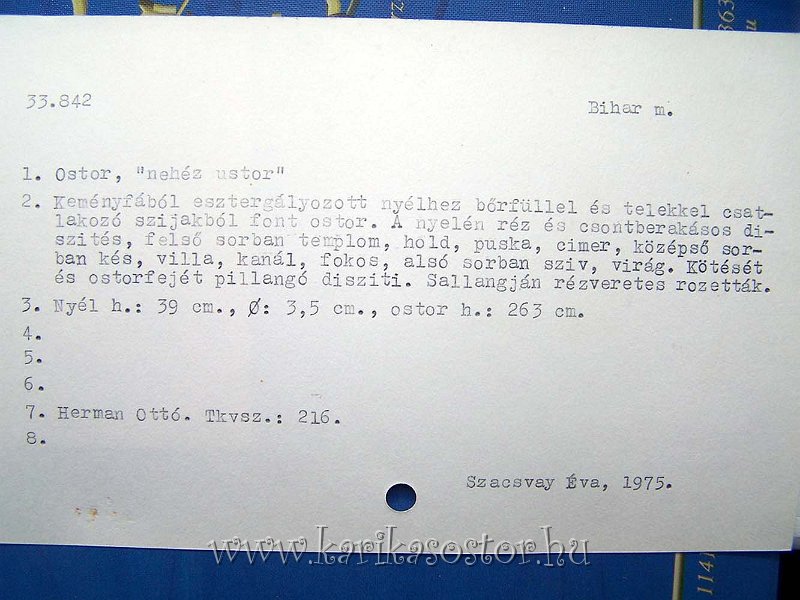 33.842
Bihar m.
1. Ostor, "nehéz ustor"
2. Keményfából esztergályozott nyélhez bőrfüllel és telekkel csat-
lakozó szijakból font ostor. A nyelén réz és csontberakásos di-
szités, felső sorban templom, hold, puska, cimer, középső sor-
ban kés, villa, kanál, fokos, alsó sorban sziv, virág. Kötését
és ostorfejét pillangó disziti. Sallangján rézveretes rozetták.
3. Nyél h.: 39 cm., Ø: 3,5 cm., ostor h.: 263 cm.
4.
5.
6.
7. Herman Ottó. Tkvsz.: 216.
8.
Szacsvay Éva, 1975.
www.karikasostor.hu